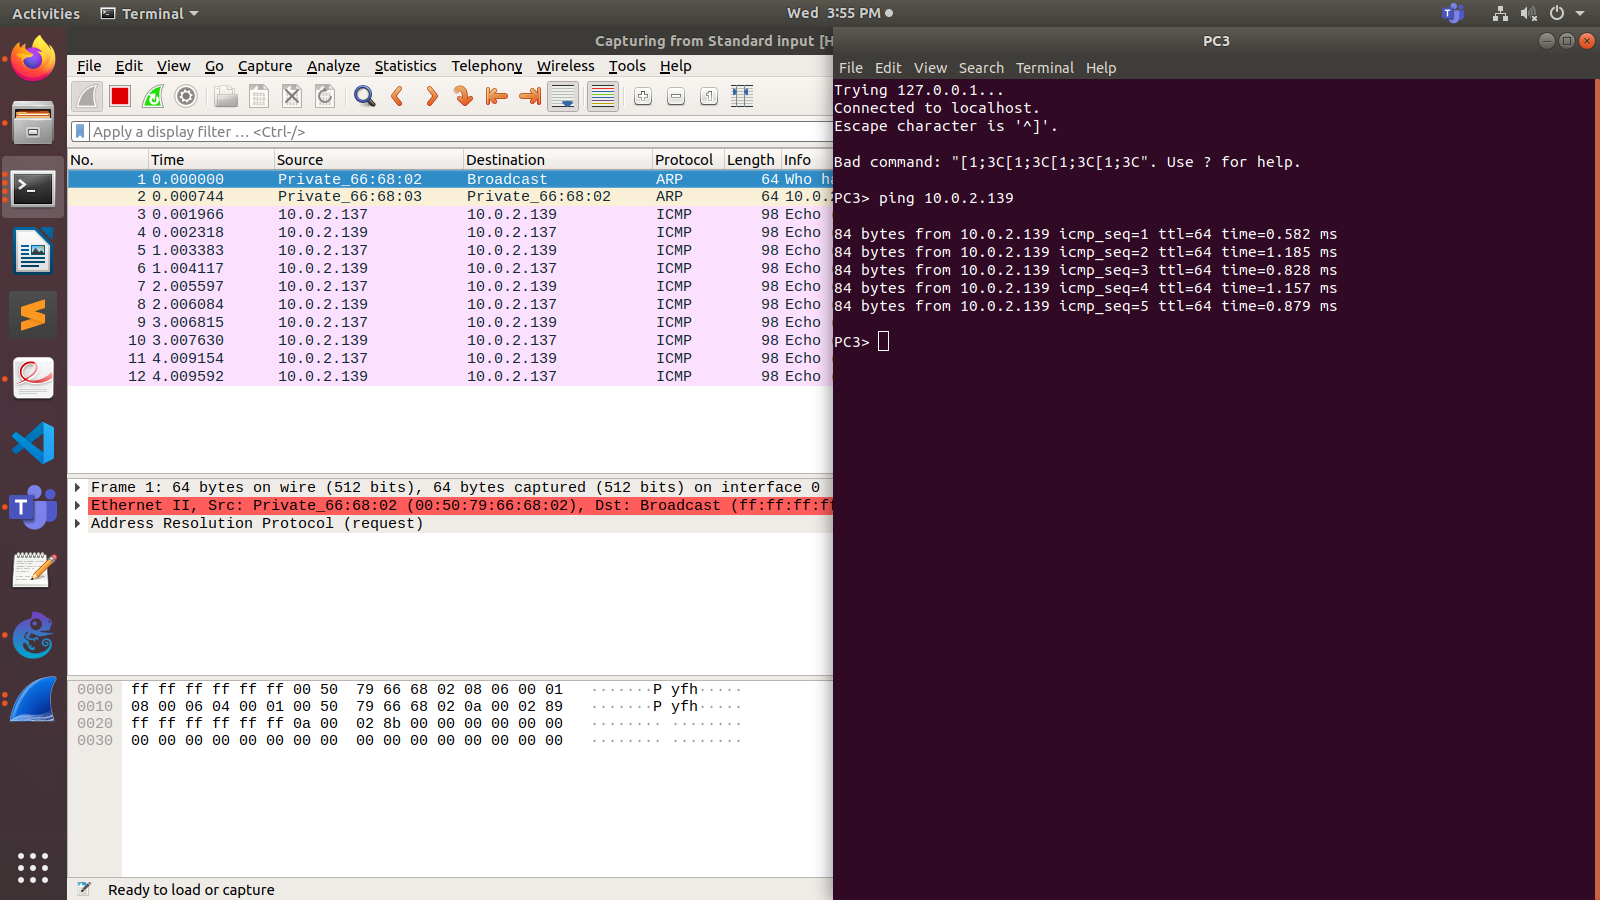 Activities Terminal Wed 3:55 PM
Capturing from Standard input [H
File Edit View Go Capture Analyze Statistics Telephony Wireless Tools Help
Apply a display filter … <Ctrl-/>
No. Time Source Destination Protocol Length Info
1 0.000000 Private_66:68:02 Broadcast ARP 64 Who ha
2 0.000744 Private_66:68:03 Private_66:68:02 ARP 64 10.0.2
3 0.001966 10.0.2.137 10.0.2.139 ICMP 98 Echo
4 0.002318 10.0.2.139 10.0.2.137 ICMP 98 Echo
5 1.003383 10.0.2.137 10.0.2.139 ICMP 98 Echo
6 1.004117 10.0.2.139 10.0.2.137 ICMP 98 Echo
7 2.005597 10.0.2.137 10.0.2.139 ICMP 98 Echo
8 2.006084 10.0.2.139 10.0.2.137 ICMP 98 Echo
9 3.006815 10.0.2.137 10.0.2.139 ICMP 98 Echo
10 3.007630 10.0.2.139 10.0.2.137 ICMP 98 Echo
11 4.009154 10.0.2.137 10.0.2.139 ICMP 98 Echo
12 4.009592 10.0.2.139 10.0.2.137 ICMP 98 Echo
Frame 1: 64 bytes on wire (512 bits), 64 bytes captured (512 bits) on interface 0
Ethernet II, Src: Private_66:68:02 (00:50:79:66:68:02), Dst: Broadcast (ff:ff:ff:ff
Address Resolution Protocol (request)
0000 ff ff ff ff ff ff 00 50 79 66 68 02 08 06 00 01 ·······P yfh·····
0010 08 00 06 04 00 01 00 50 79 66 68 02 0a 00 02 89 ·······P yfh·····
0020 ff ff ff ff ff ff 0a 00 02 8b 00 00 00 00 00 00 ········ ········
0030 00 00 00 00 00 00 00 00 00 00 00 00 00 00 00 00 ········ ········
Ready to load or capture
PC3
File Edit View Search Terminal Help
Trying 127.0.0.1...
Connected to localhost.
Escape character is '^]'.
Bad command: "[1;3C[1;3C[1;3C[1;3C". Use ? for help.
PC3> ping 10.0.2.139
84 bytes from 10.0.2.139 icmp_seq=1 ttl=64 time=0.582 ms
84 bytes from 10.0.2.139 icmp_seq=2 ttl=64 time=1.185 ms
84 bytes from 10.0.2.139 icmp_seq=3 ttl=64 time=0.828 ms
84 bytes from 10.0.2.139 icmp_seq=4 ttl=64 time=1.157 ms
84 bytes from 10.0.2.139 icmp_seq=5 ttl=64 time=0.879 ms
PC3>